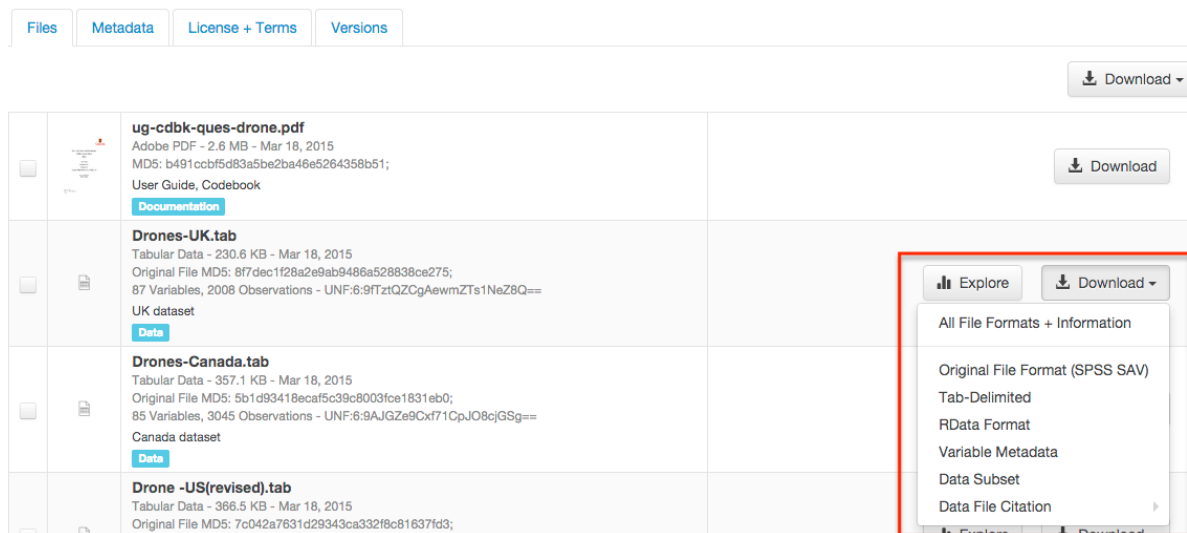 Files Metadata License + Terms Versions
Download
ug-cdbk-ques-drone.pdf
Adobe PDF - 2.6 MB - Mar 18, 2015
MD5: b491ccbf5d83a5be2ba46e5264358b51;
User Guide, Codebook
Documentation
Download
Drones-UK.tab
Tabular Data - 230.6 KB - Mar 18, 2015
Original File MD5: 8f7dec1f28a2e9ab9486a528838ce275;
87 Variables, 2008 Observations - UNF:6:9fTztQZCgAewmZTs1NeZ8Q==
UK dataset
Data
Explore Download
All File Formats + Information
Original File Format (SPSS SAV)
Tab-Delimited
RData Format
Variable Metadata
Data Subset
Data File Citation
Drones-Canada.tab
Tabular Data - 357.1 KB - Mar 18, 2015
Original File MD5: 5b1d93418ecaf5c39c8003fce1831eb0;
85 Variables, 3045 Observations - UNF:6:9AJGZe9Cxf71CpJO8cjGSg==
Canada dataset
Data
Drone -US(revised).tab
Tabular Data - 366.5 KB - Mar 18, 2015
Original File MD5: 7c042a7631d29343ca332f8c81637fd3;
Explore Download